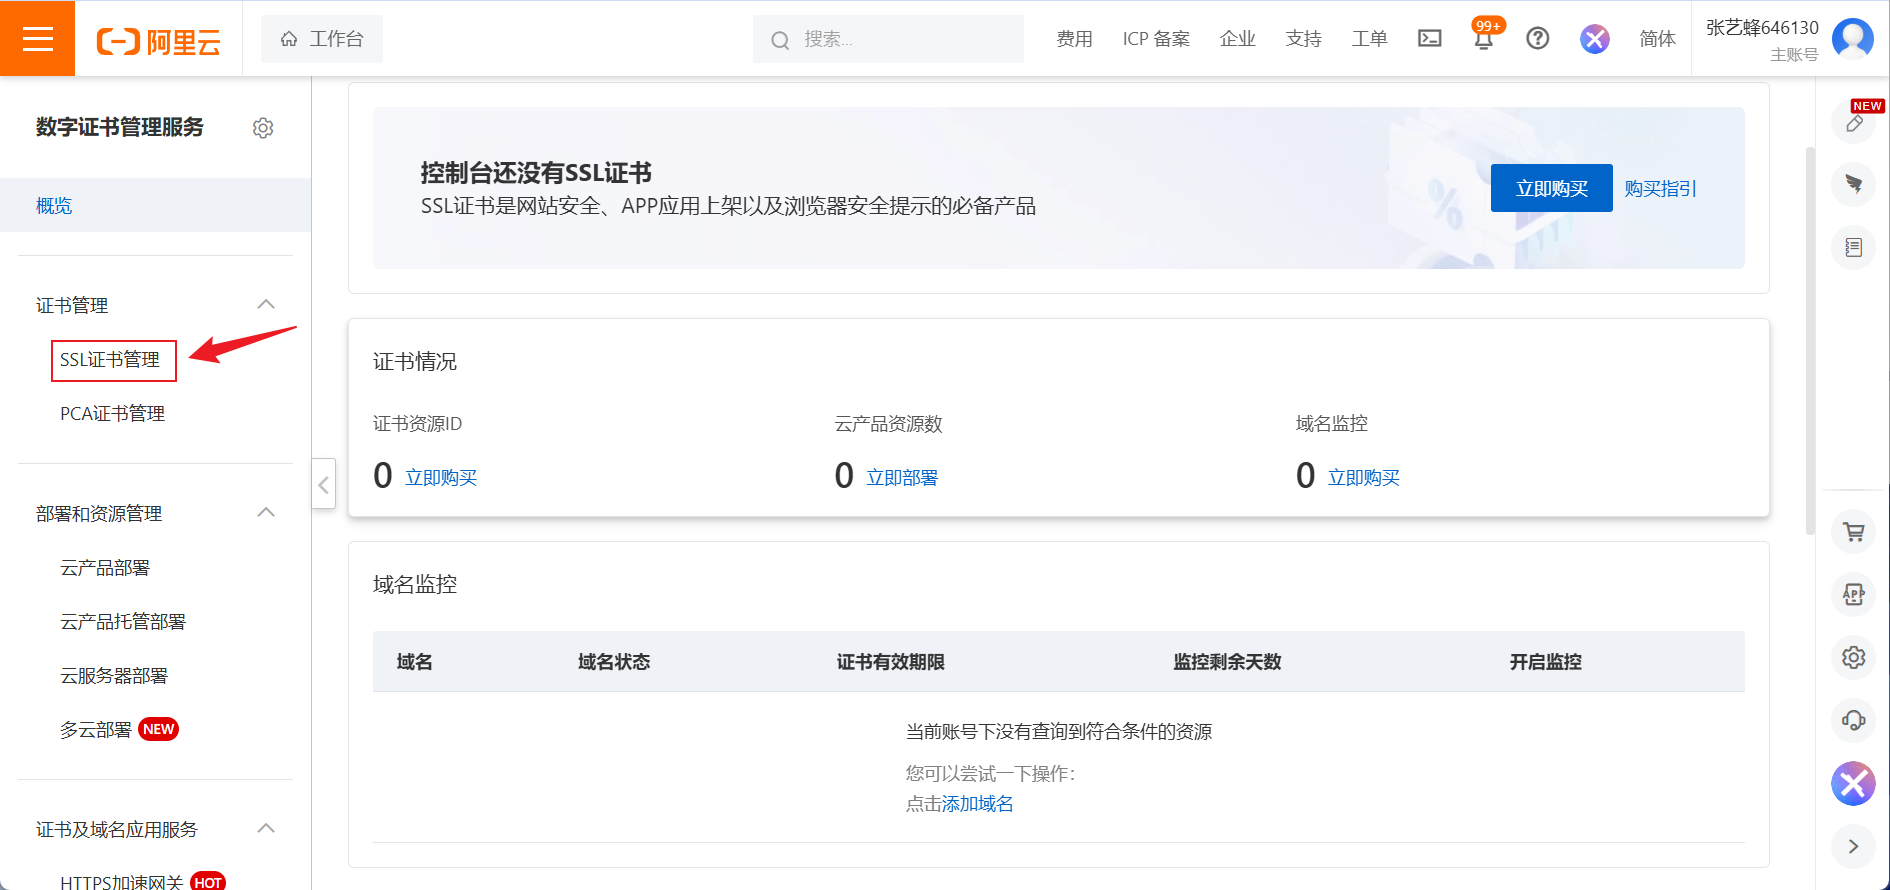 阿里云
工作台
搜索...
费用
ICP 备案
企业
支持
工单
99+
简体
张艺蜂646130
主账号
数字证书管理服务
概览
证书管理
SSL证书管理
PCA证书管理
部署和资源管理
云产品部署
云产品托管部署
云服务器部署
多云部署 NEW
证书及域名应用服务
HTTPS加速网关 HOT
控制台还没有SSL证书
SSL证书是网站安全、APP应用上架以及浏览器安全提示的必备产品
立即购买
购买指引
证书情况
证书资源ID
云产品资源数
域名监控
0 立即购买
0 立即部署
0 立即购买
域名监控
域名
域名状态
证书有效期限
监控剩余天数
开启监控
当前账号下没有查询到符合条件的资源
您可以尝试一下操作：
点击添加域名
NEW
APP